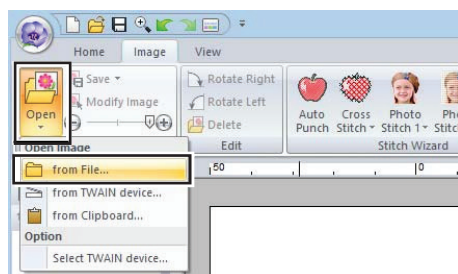 Home Image View
Save
Modify Image
Open
Rotate Right
Rotate Left
Delete
Edit
Auto Punch
Cross Stitch
Photo Stitch 1
Stitch Wizard
Open Image
from File...
from TWAIN device...
from Clipboard...
Option
Select TWAIN device...
50
0